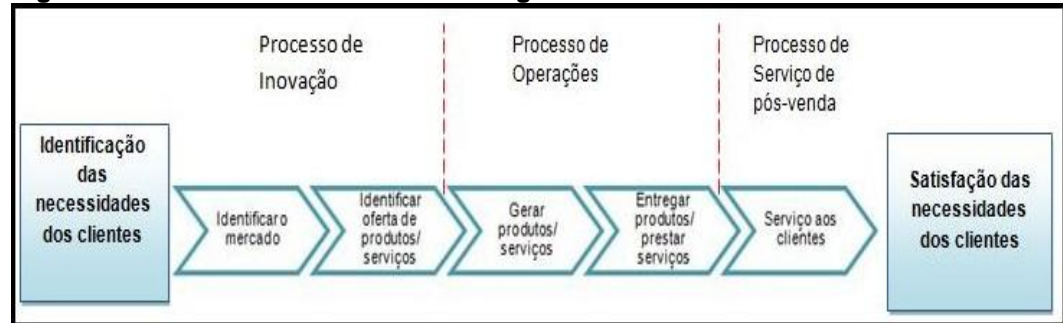 Processo de
Inovação
Processo de
Operações
Processo de
Serviço de
pós-venda
Identificação
das
necessidades
dos clientes
Identificar o
mercado
Identificar
oferta de
produtos/
serviços
Gerar
produtos/
serviços
Entregar
produtos/
prestar
serviços
Serviço aos
clientes
Satisfação das
necessidades
dos clientes